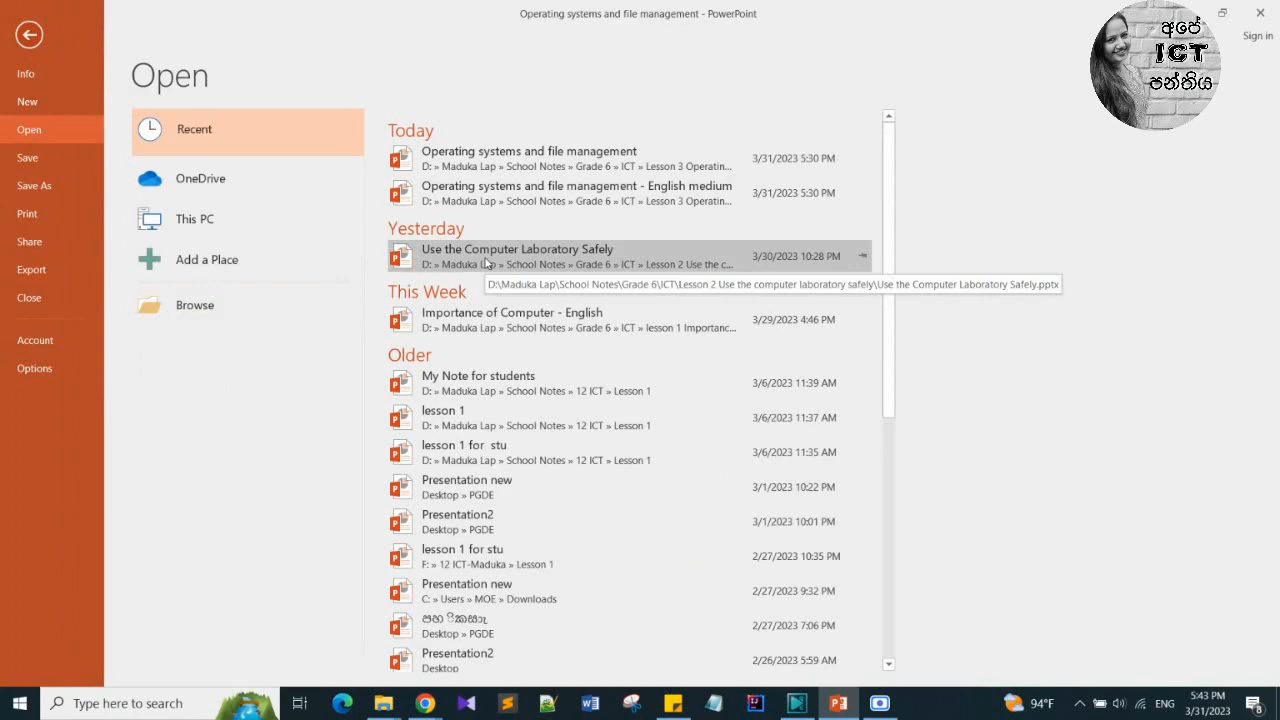 Operating systems and file management - PowerPoint
Sign in
අපේ
ICT
පන්තිය
Info
New
Open
Save
Save As
Print
Share
Export
Close
Account
Options
Open
Recent
OneDrive
This PC
Add a Place
Browse
Today
Operating systems and file management 3/31/2023 5:30 PM
D: » Maduka Lap » School Notes » Grade 6 » ICT » Lesson 3 Operatin...
Operating systems and file management - English medium 3/31/2023 5:30 PM
D: » Maduka Lap » School Notes » Grade 6 » ICT » Lesson 3 Operatin...
Yesterday
Use the Computer Laboratory Safely 3/30/2023 10:28 PM
D: » Maduka Lap » School Notes » Grade 6 » ICT » Lesson 2 Use the c...
D:\Maduka Lap\School Notes\Grade 6\ICT\Lesson 2 Use the computer laboratory safely\Use the Computer Laboratory Safely.pptx
This Week
Importance of Computer - English 3/29/2023 4:46 PM
D: » Maduka Lap » School Notes » Grade 6 » ICT » lesson 1 Importanc...
Older
My Note for students 3/6/2023 11:39 AM
D: » Maduka Lap » School Notes » 12 ICT » Lesson 1
lesson 1 3/6/2023 11:37 AM
D: » Maduka Lap » School Notes » 12 ICT » Lesson 1
lesson 1 for stu 3/6/2023 11:35 AM
D: » Maduka Lap » School Notes » 12 ICT » Lesson 1
Presentation new 3/1/2023 10:22 PM
Desktop » PGDE
Presentation2 3/1/2023 10:01 PM
Desktop » PGDE
lesson 1 for stu 2/27/2023 10:35 PM
F: » 12 ICT-Maduka » Lesson 1
Presentation new 2/27/2023 9:32 PM
C: » Users » MOE » Downloads
2/27/2023 7:06 PM
Desktop » PGDE
Presentation2 2/26/2023 5:59 AM
Desktop
Type here to search
94°F
ENG
5:43 PM
3/31/2023
8